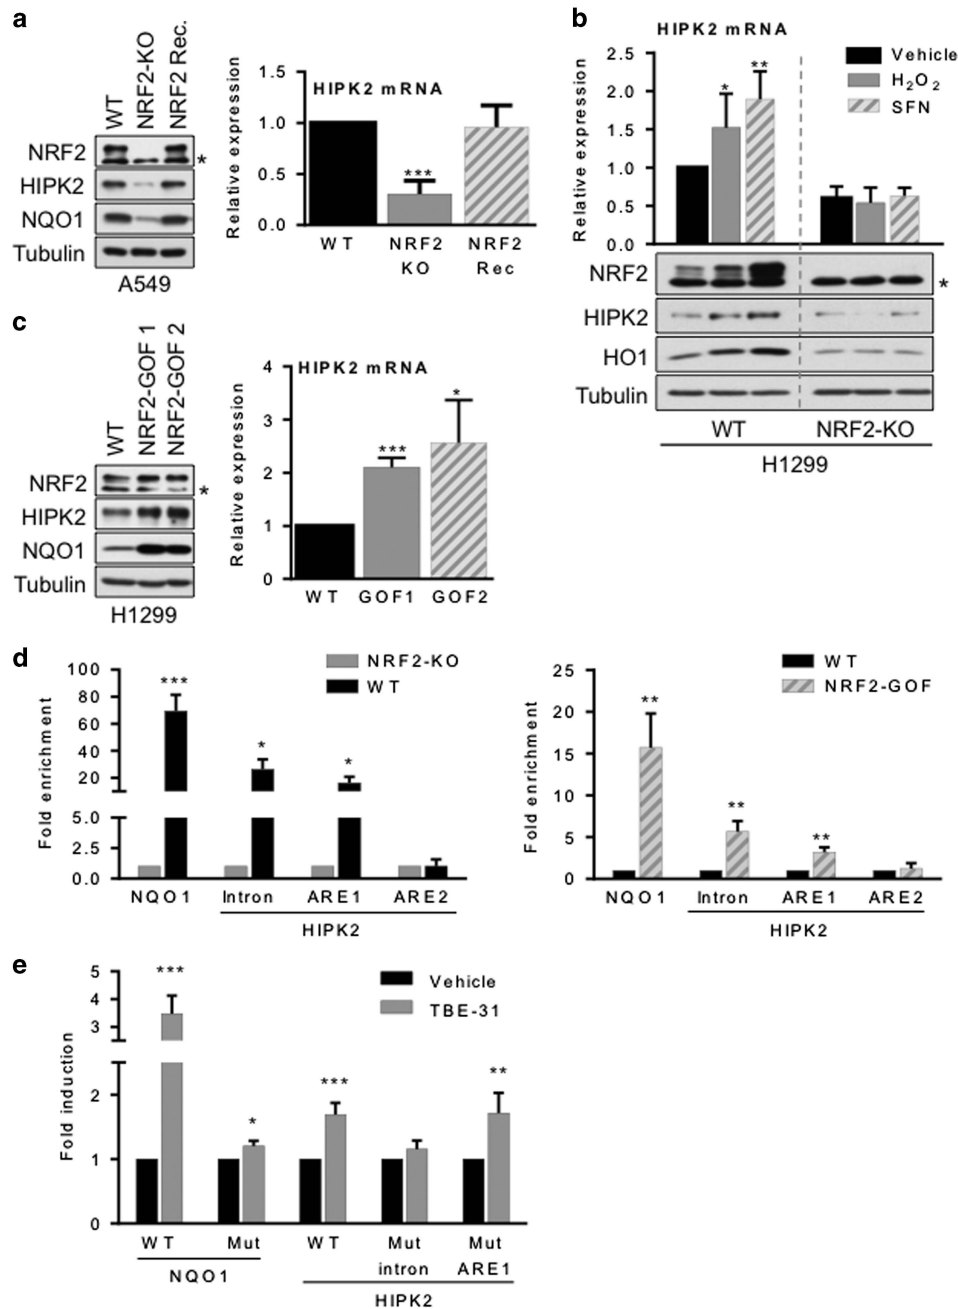 a
WT
NRF2-KO
NRF2 Rec.
NRF2
*
HIPK2
NQO1
Tubulin
A549
HIPK2 mRNA
Relative expression
1.5
1.0
0.5
0.0
***
WT
NRF2 KO
NRF2 Rec
b
HIPK2 mRNA
Vehicle
H2O2
SFN
Relative expression
2.5
2.0
1.5
1.0
0.5
0.0
*
**
NRF2
*
HIPK2
HO1
Tubulin
WT
NRF2-KO
H1299
c
WT
NRF2-GOF 1
NRF2-GOF 2
NRF2
*
HIPK2
NQO1
Tubulin
H1299
HIPK2 mRNA
Relative expression
4
3
2
1
0
***
*
WT
GOF1
GOF2
d
NRF2-KO
WT
Fold enrichment
100
80
60
40
20
5.0
2.5
0.0
***
*
*
NQO1
Intron
ARE1
ARE2
HIPK2
WT
NRF2-GOF
Fold enrichment
25
20
15
10
5
0
**
**
**
NQO1
Intron
ARE1
ARE2
HIPK2
e
Vehicle
TBE-31
Fold induction
5
4
3
2
1
0
***
*
***
**
WT
Mut
NQO1
WT
Mut intron
Mut ARE1
HIPK2